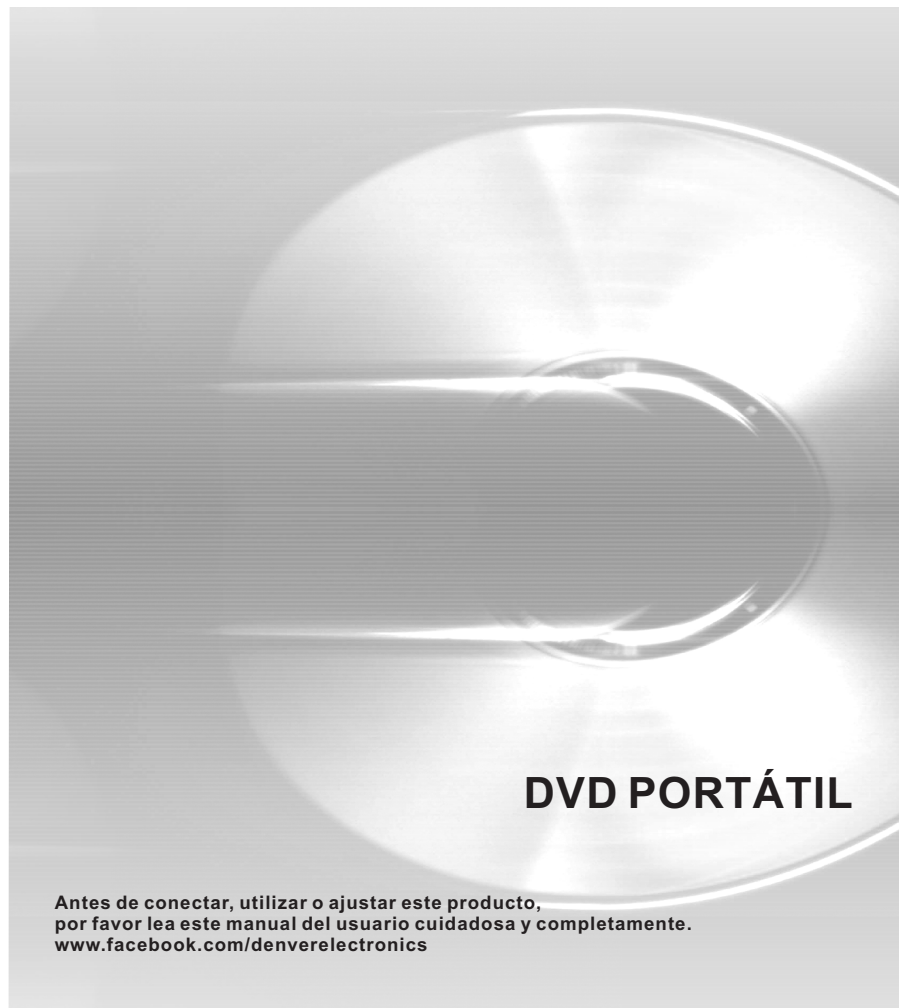 DVD PORTÁTIL
Antes de conectar, utilizar o ajustar este producto,
por favor lea este manual del usuario cuidadosa y completamente.
www.facebook.com/denverelectronics